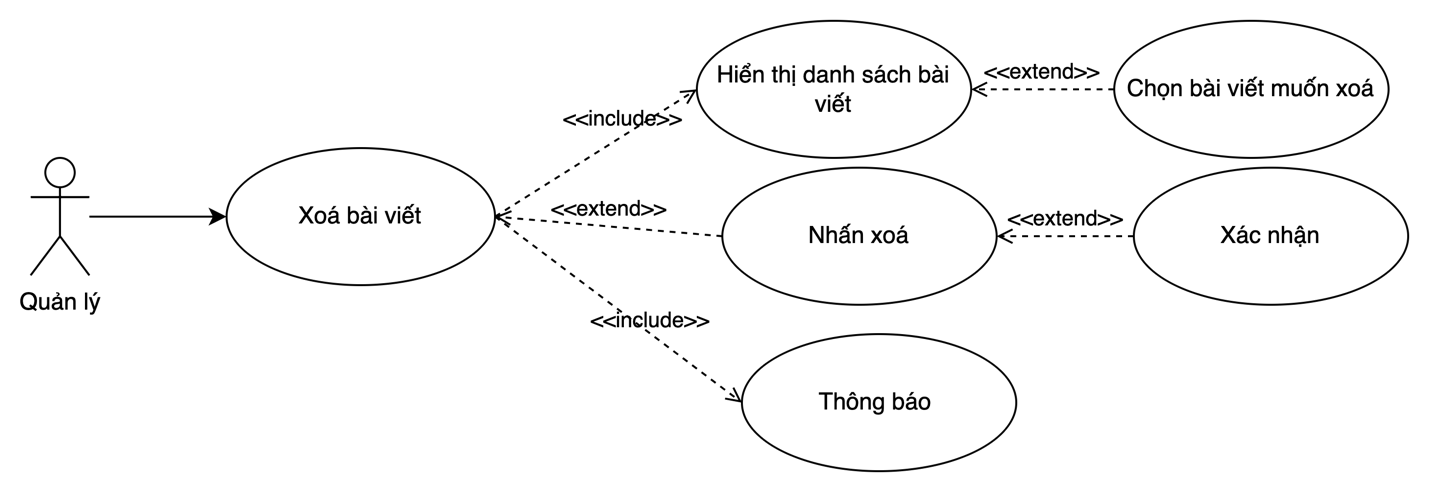 Hiển thị danh sách bài
viết
<<extend>>
Chọn bài viết muốn xoá
<<include>>
Xoá bài viết
<<extend>>
Nhấn xoá
<<extend>>
Xác nhận
Quản lý
<<include>>
Thông báo